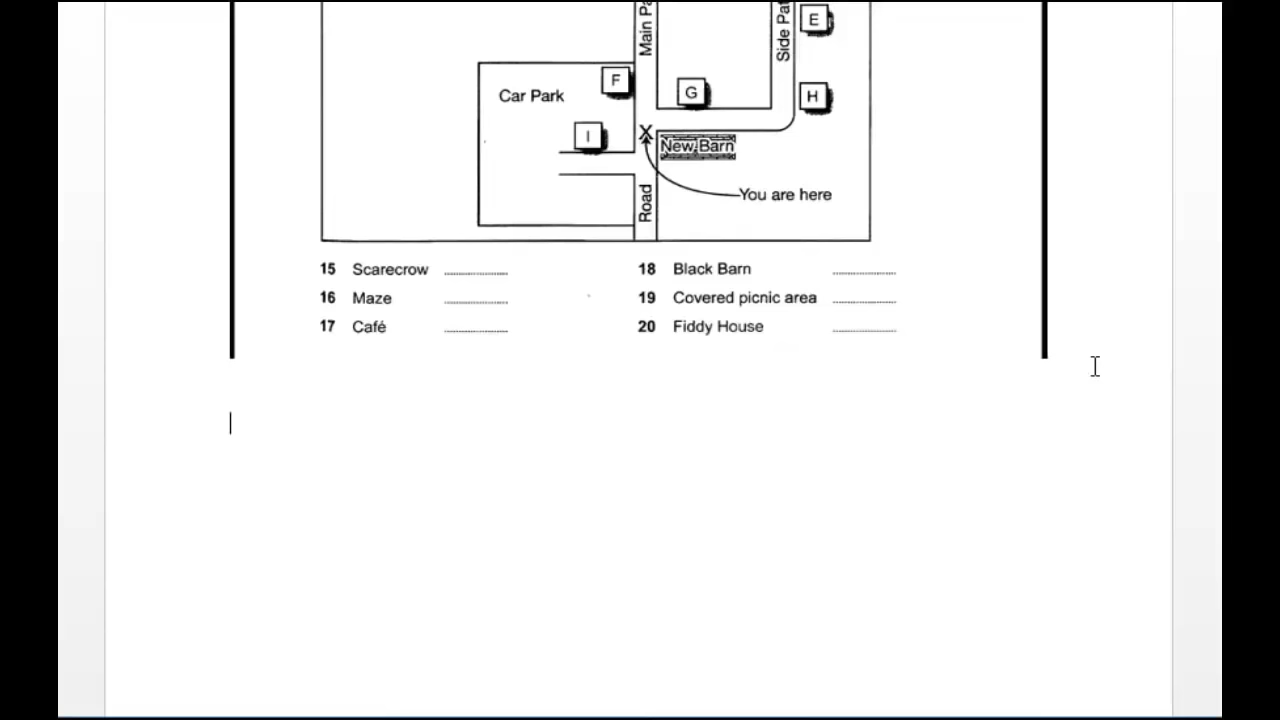 E
Main Pa
Side Pat
F
Car Park
G
H
I
X
New Barn
You are here
Road
15 Scarecrow ............
18 Black Barn ............
16 Maze ............
19 Covered picnic area ............
17 Café ............
20 Fiddy House ............